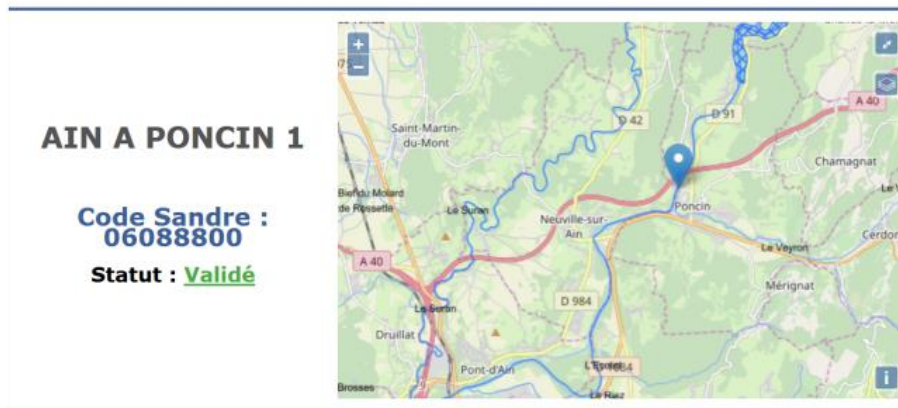 AIN A PONCIN 1
Code Sandre :
06088800
Statut : Validé
+
−
D 42
D 91
A 40
Saint-Martin-
du-Mont
Chamagnat
Bief du Molard
de Rossette
Le Suran
Neuville-sur-
Ain
Poncin
Le Veyron
Cerdon
A 40
Mérignat
D 984
Le Suran
Druillat
Pont-d'Ain
Brosses
Le Riez
i